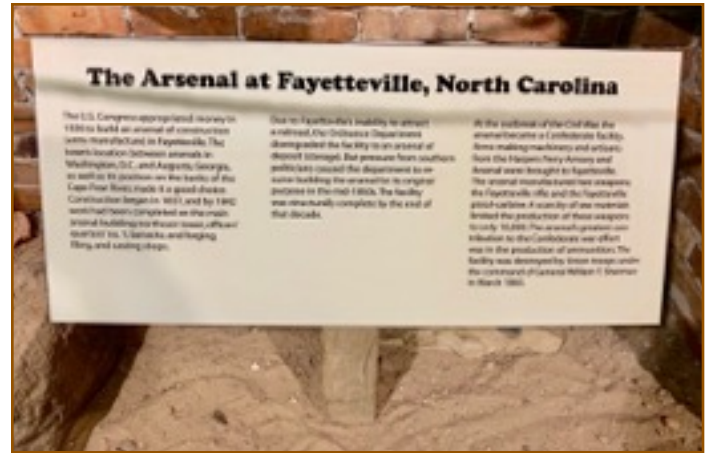 The Arsenal at Fayetteville, North Carolina
The U.S. Congress appropriated money in
1836 to build an arsenal of construction
(arms manufacture) in Fayetteville. The
town's location between arsenals in
Washington, D.C. and Augusta, Georgia,
as well as its position on the banks of the
Cape Fear River, made it a good choice.
Construction began in and by 1842
work had been completed on the main
arsenal building, northeast tower, officers'
quarters barracks, and forging,
filing, and casting shops.
Due to Fayetteville's inability to attract
a railroad, the Ordnance Department
downgraded the facility to an arsenal of
deposit (storage). But pressure from southern
politicians caused the department to re-
sume building the arsenal for its original
purpose in the mid-1850s. The facility
was structurally complete by the end of
that decade.
At the outbreak of the Civil War, the
arsenal became a Confederate facility.
Arms making machinery and artisans
from the Harpers Ferry Armory and
Arsenal were brought to Fayetteville.
The arsenal manufactured two weapons:
the Fayetteville rifle and the Fayetteville
pistol-carbine. A scarcity of raw materials
limited the production of these weapons
to only 10,000. The arsenal's greatest con-
tribution to the Confederate war effort
was in the production of ammunition. The
facility was destroyed by Union troops under
the command of General William T. Sherman
in March 1865.